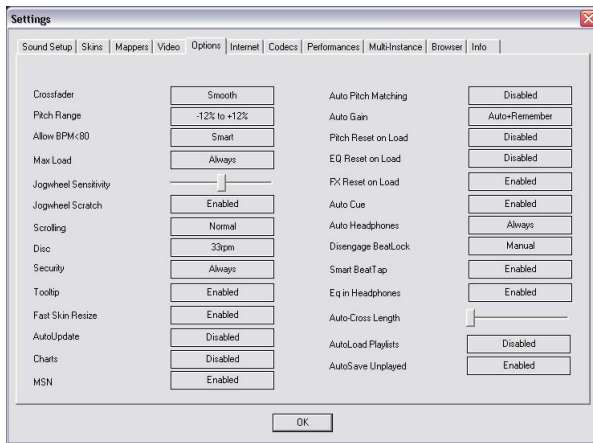 Settings
Sound Setup Skins Mappers Video Options Internet Codecs Performances Multi-Instance Browser Info
Crossfader Smooth
Pitch Range -12% to +12%
Allow BPM<80 Smart
Max Load Always
Jogwheel Sensitivity
Jogwheel Scratch Enabled
Scrolling Normal
Disc 33rpm
Security Always
Tooltip Enabled
Fast Skin Resize Enabled
AutoUpdate Disabled
Charts Disabled
MSN Enabled
Auto Pitch Matching Disabled
Auto Gain Auto+Remember
Pitch Reset on Load Disabled
EQ Reset on Load Disabled
FX Reset on Load Enabled
Auto Cue Enabled
Auto Headphones Always
Disengage BeatLock Manual
Smart BeatTap Enabled
Eq in Headphones Enabled
Auto-Cross Length
AutoLoad Playlists Disabled
AutoSave Unplayed Enabled
OK